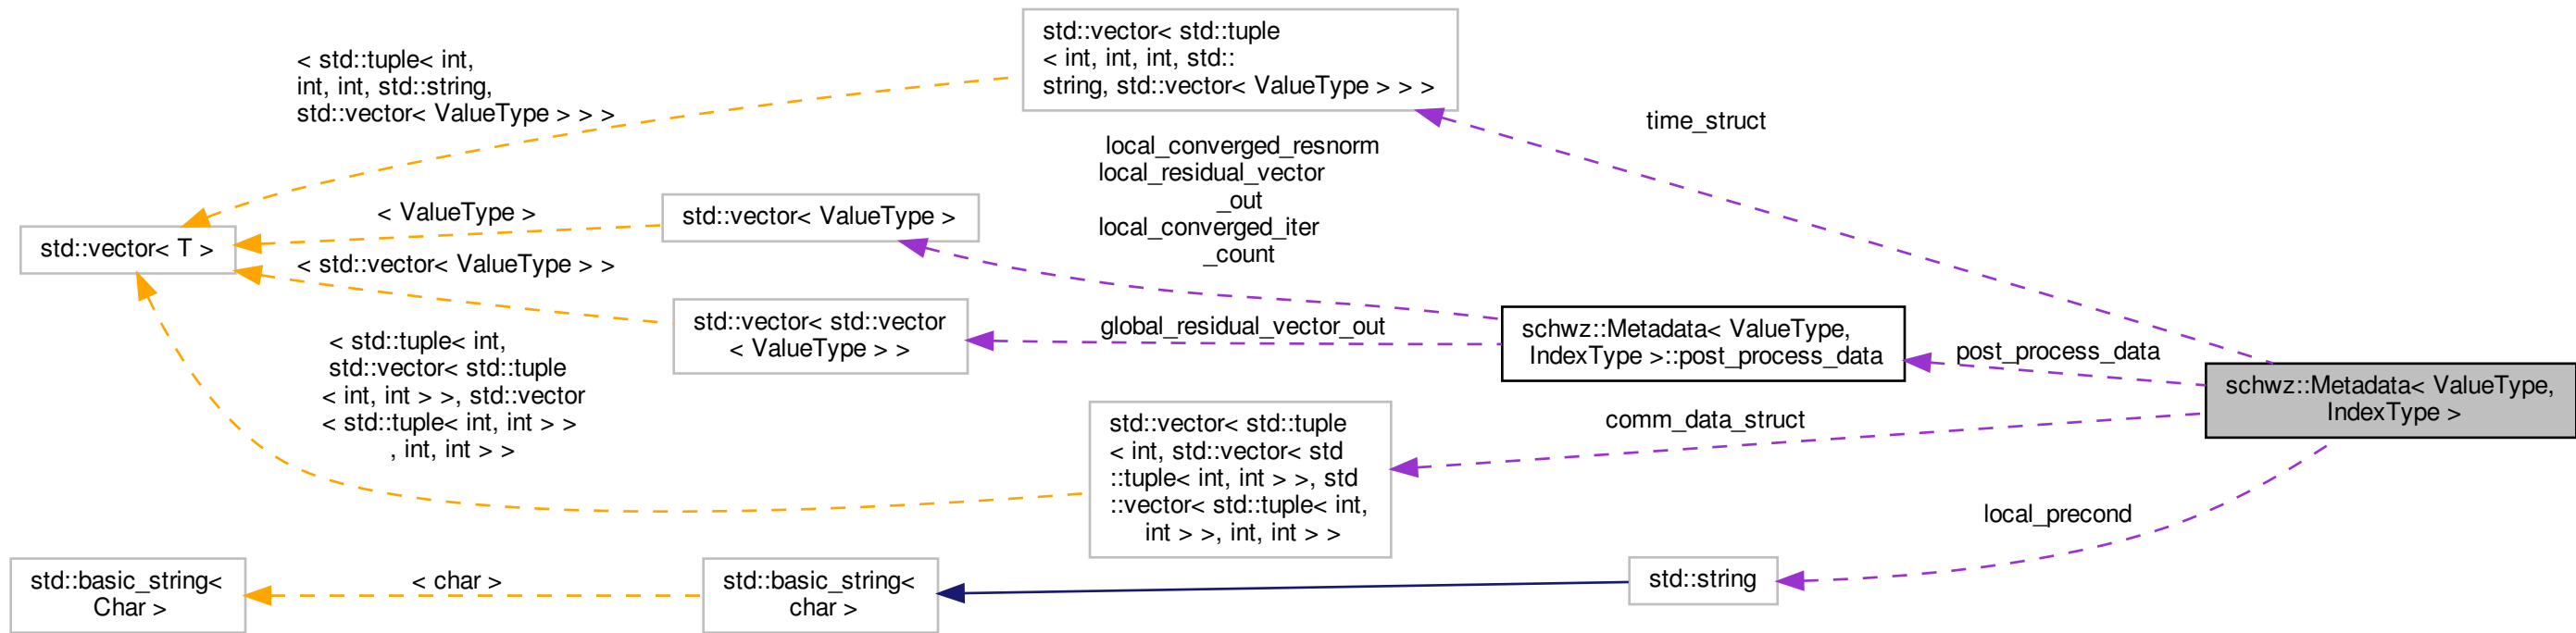 std::vector< T >
std::basic_string<
Char >
< std::tuple< int,
int, int, std::string,
std::vector< ValueType > > >
< ValueType >
< std::vector< ValueType > >
< std::tuple< int,
std::vector< std::tuple
< int, int > >, std::vector
< std::tuple< int, int > >
, int, int > >
< char >
std::vector< ValueType >
std::vector< std::vector
< ValueType > >
std::basic_string<
char >
std::vector< std::tuple
< int, int, int, std::
string, std::vector< ValueType > > >
local_converged_resnorm
local_residual_vector
_out
local_converged_iter
_count
global_residual_vector_out
std::vector< std::tuple
< int, std::vector< std
::tuple< int, int > >, std
::vector< std::tuple< int,
int > >, int, int > >
schwz::Metadata< ValueType,
IndexType >::post_process_data
std::string
time_struct
post_process_data
comm_data_struct
local_precond
schwz::Metadata< ValueType,
IndexType >